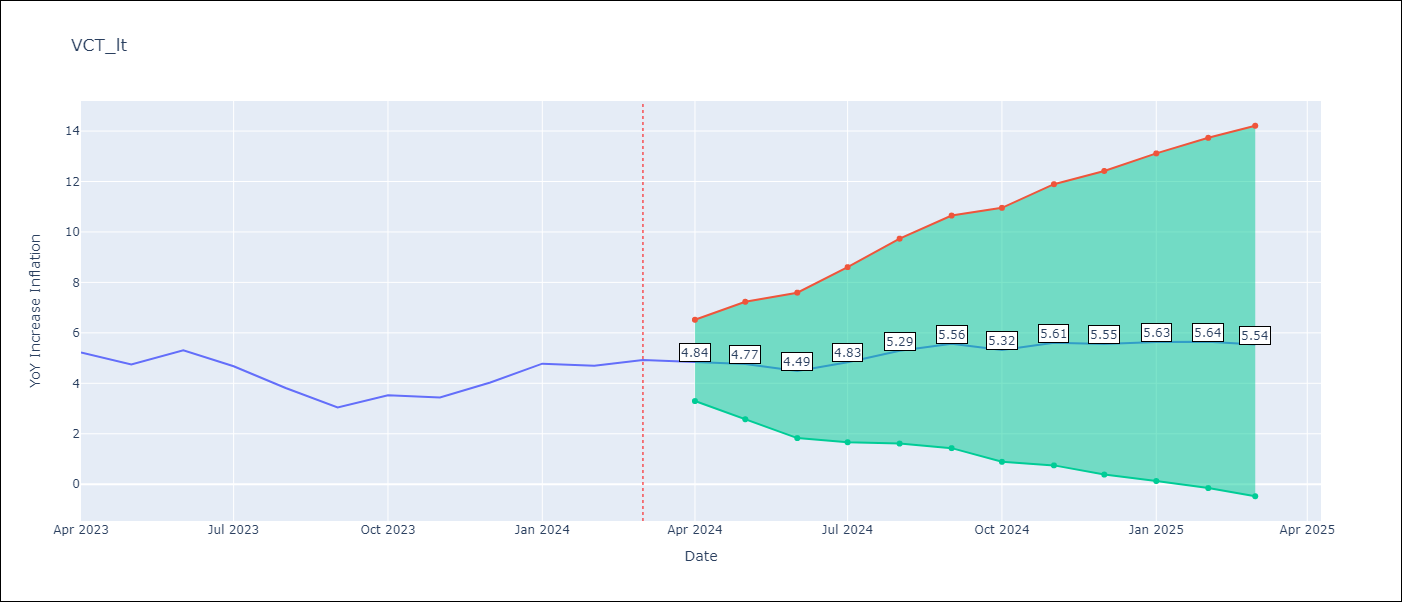 VCT_lt
YoY Increase Inflation
14
12
10
8
6
4
2
0
4.84
4.77
4.49
4.83
5.29
5.56
5.32
5.61
5.55
5.63
5.64
5.54
Apr 2023
Jul 2023
Oct 2023
Jan 2024
Apr 2024
Jul 2024
Oct 2024
Jan 2025
Apr 2025
Date